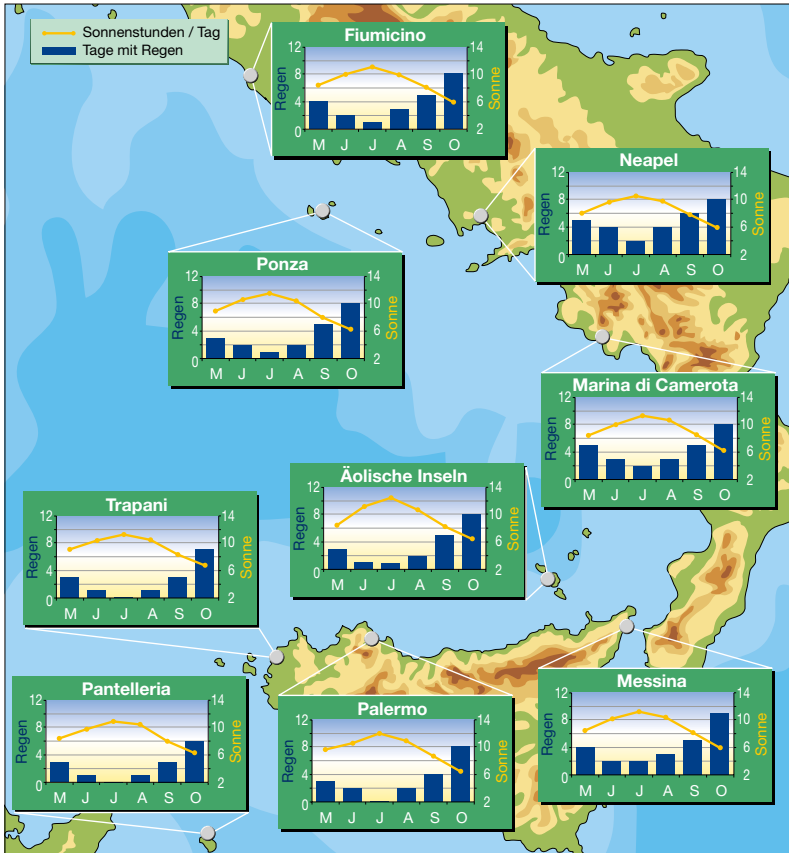 Sonnenstunden / Tag
Tage mit Regen
Fiumicino
Regen
12
8
4
0
14
10
6
2
Sonne
M J J A S O
Neapel
Regen
12
8
4
0
14
10
6
2
Sonne
M J J A S O
Ponza
Regen
12
8
4
0
14
10
6
2
Sonne
M J J A S O
Marina di Camerota
Regen
12
8
4
0
14
10
6
2
Sonne
M J J A S O
Äolische Inseln
Regen
12
8
4
0
14
10
6
2
Sonne
M J J A S O
Trapani
Regen
12
8
4
0
14
10
6
2
Sonne
M J J A S O
Pantelleria
Regen
12
8
4
0
14
10
6
2
Sonne
M J J A S O
Palermo
Regen
12
8
4
0
14
10
6
2
Sonne
M J J A S O
Messina
Regen
12
8
4
0
14
10
6
2
Sonne
M J J A S O